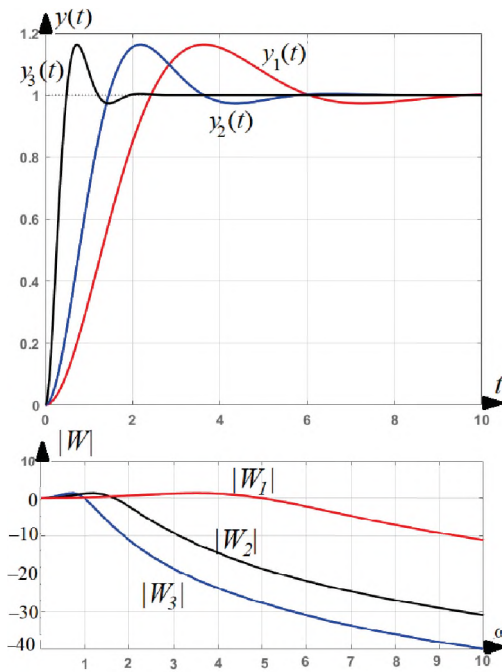 y(t)
1.2
y₃(t)
y₁(t)
1
y₂(t)
0.8
0.6
0.4
0.2
0
0 2 4 6 8 10
t
|W|
10
|W₁|
0
|W₂|
−10
−20
|W₃|
−30
−40
1 2 3 4 5 6 7 8 9 10
ω